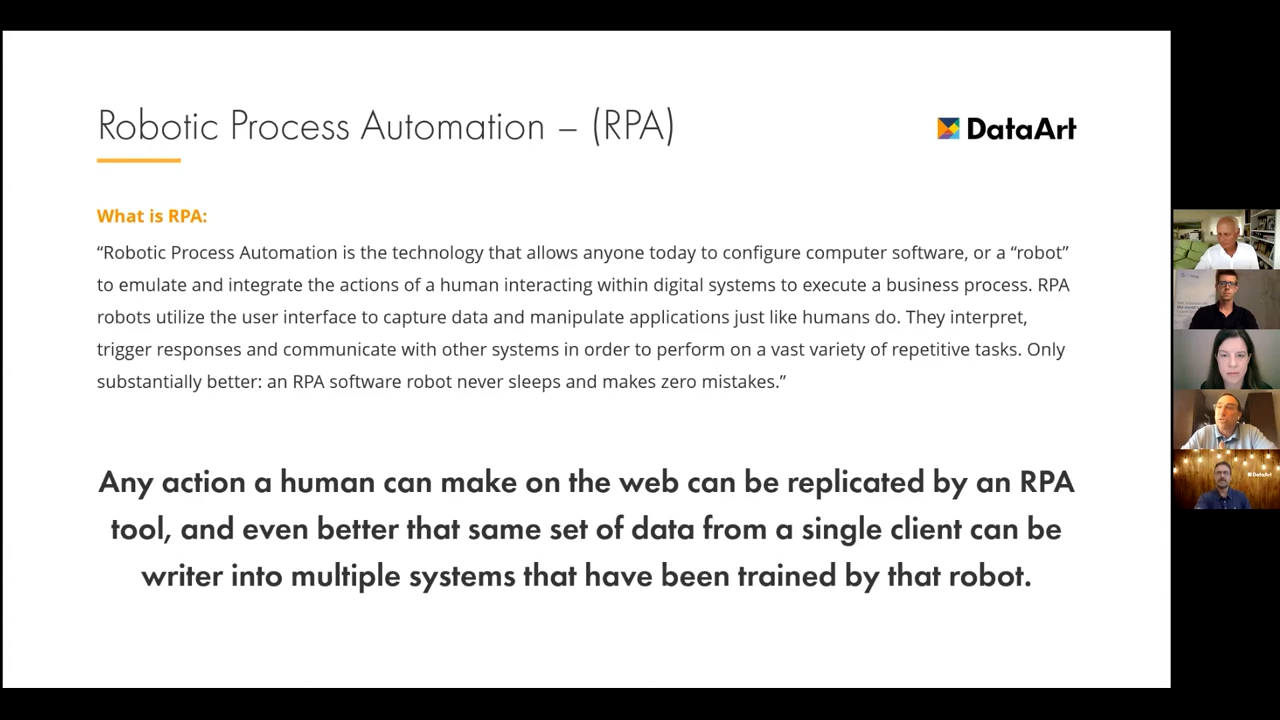 Robotic Process Automation – (RPA)
DataArt
What is RPA:
“Robotic Process Automation is the technology that allows anyone today to configure computer software, or a “robot”
to emulate and integrate the actions of a human interacting within digital systems to execute a business process. RPA
robots utilize the user interface to capture data and manipulate applications just like humans do. They interpret,
trigger responses and communicate with other systems in order to perform on a vast variety of repetitive tasks. Only
substantially better: an RPA software robot never sleeps and makes zero mistakes.”
Any action a human can make on the web can be replicated by an RPA
tool, and even better that same set of data from a single client can be
writer into multiple systems that have been trained by that robot.
DataArt